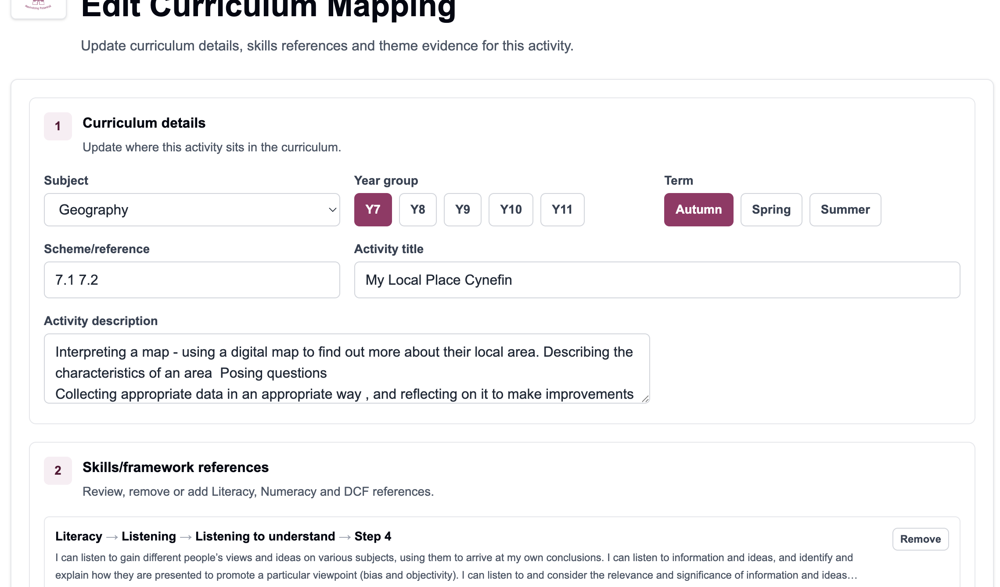 Maximising Potential
Edit Curriculum Mapping
Update curriculum details, skills references and theme evidence for this activity.
1
Curriculum details
Update where this activity sits in the curriculum.
Subject
Year group
Term
Geography
Y7
Y8
Y9
Y10
Y11
Autumn
Spring
Summer
Scheme/reference
Activity title
7.1 7.2
My Local Place Cynefin
Activity description
Interpreting a map - using a digital map to find out more about their local area. Describing the
characteristics of an area  Posing questions
Collecting appropriate data in an appropriate way , and reflecting on it to make improvements
2
Skills/framework references
Review, remove or add Literacy, Numeracy and DCF references.
Literacy → Listening → Listening to understand → Step 4
Remove
I can listen to gain different people’s views and ideas on various subjects, using them to arrive at my own conclusions. I can listen to information and ideas, and identify and
explain how they are presented to promote a particular viewpoint (bias and objectivity). I can listen to and consider the relevance and significance of information and ideas…